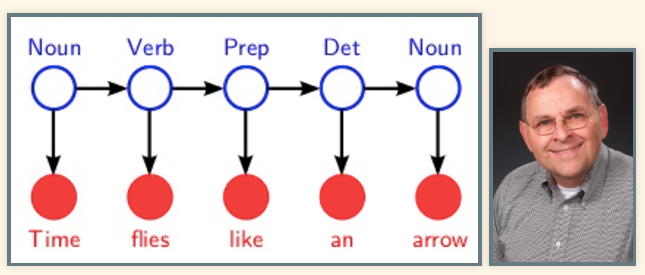 Noun Verb Prep Det Noun
Time flies like an arrow